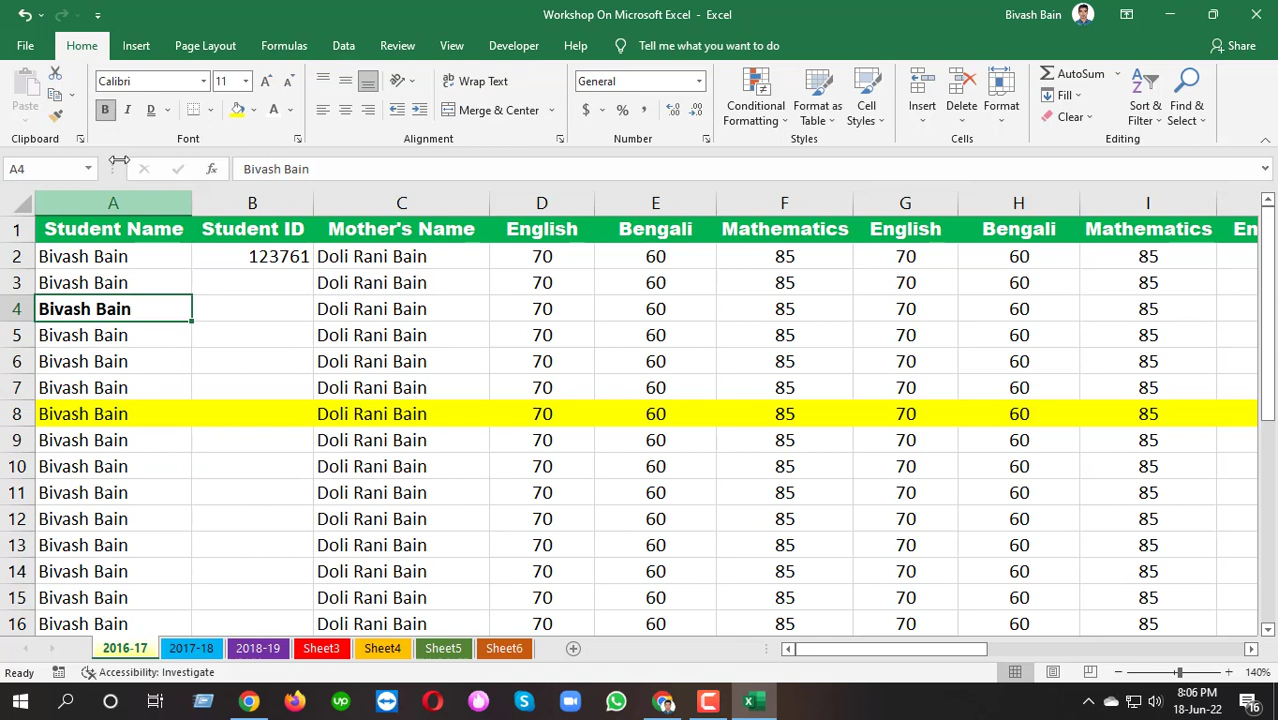 Workshop On Microsoft Excel - Excel
Bivash Bain
File Home Insert Page Layout Formulas Data Review View Developer Help Tell me what you want to do Share
Paste
Calibri 11
B I D A
Wrap Text
Merge & Center
General
$ % ,
Conditional Formatting
Format as Table
Cell Styles
Insert Delete Format
AutoSum
Fill
Clear
Sort & Filter
Find & Select
Clipboard Font Alignment Number Styles Cells Editing
A4 fx Bivash Bain
A B C D E F G H I
1 Student Name Student ID Mother's Name English Bengali Mathematics English Bengali Mathematics En
2 Bivash Bain 123761 Doli Rani Bain 70 60 85 70 60 85
3 Bivash Bain Doli Rani Bain 70 60 85 70 60 85
4 Bivash Bain Doli Rani Bain 70 60 85 70 60 85
5 Bivash Bain Doli Rani Bain 70 60 85 70 60 85
6 Bivash Bain Doli Rani Bain 70 60 85 70 60 85
7 Bivash Bain Doli Rani Bain 70 60 85 70 60 85
8 Bivash Bain Doli Rani Bain 70 60 85 70 60 85
9 Bivash Bain Doli Rani Bain 70 60 85 70 60 85
10 Bivash Bain Doli Rani Bain 70 60 85 70 60 85
11 Bivash Bain Doli Rani Bain 70 60 85 70 60 85
12 Bivash Bain Doli Rani Bain 70 60 85 70 60 85
13 Bivash Bain Doli Rani Bain 70 60 85 70 60 85
14 Bivash Bain Doli Rani Bain 70 60 85 70 60 85
15 Bivash Bain Doli Rani Bain 70 60 85 70 60 85
16 Bivash Bain Doli Rani Bain 70 60 85 70 60 85
2016-17 2017-18 2018-19 Sheet3 Sheet4 Sheet5 Sheet6
Ready Accessibility: Investigate 140%
up
8:06 PM
18-Jun-22
16